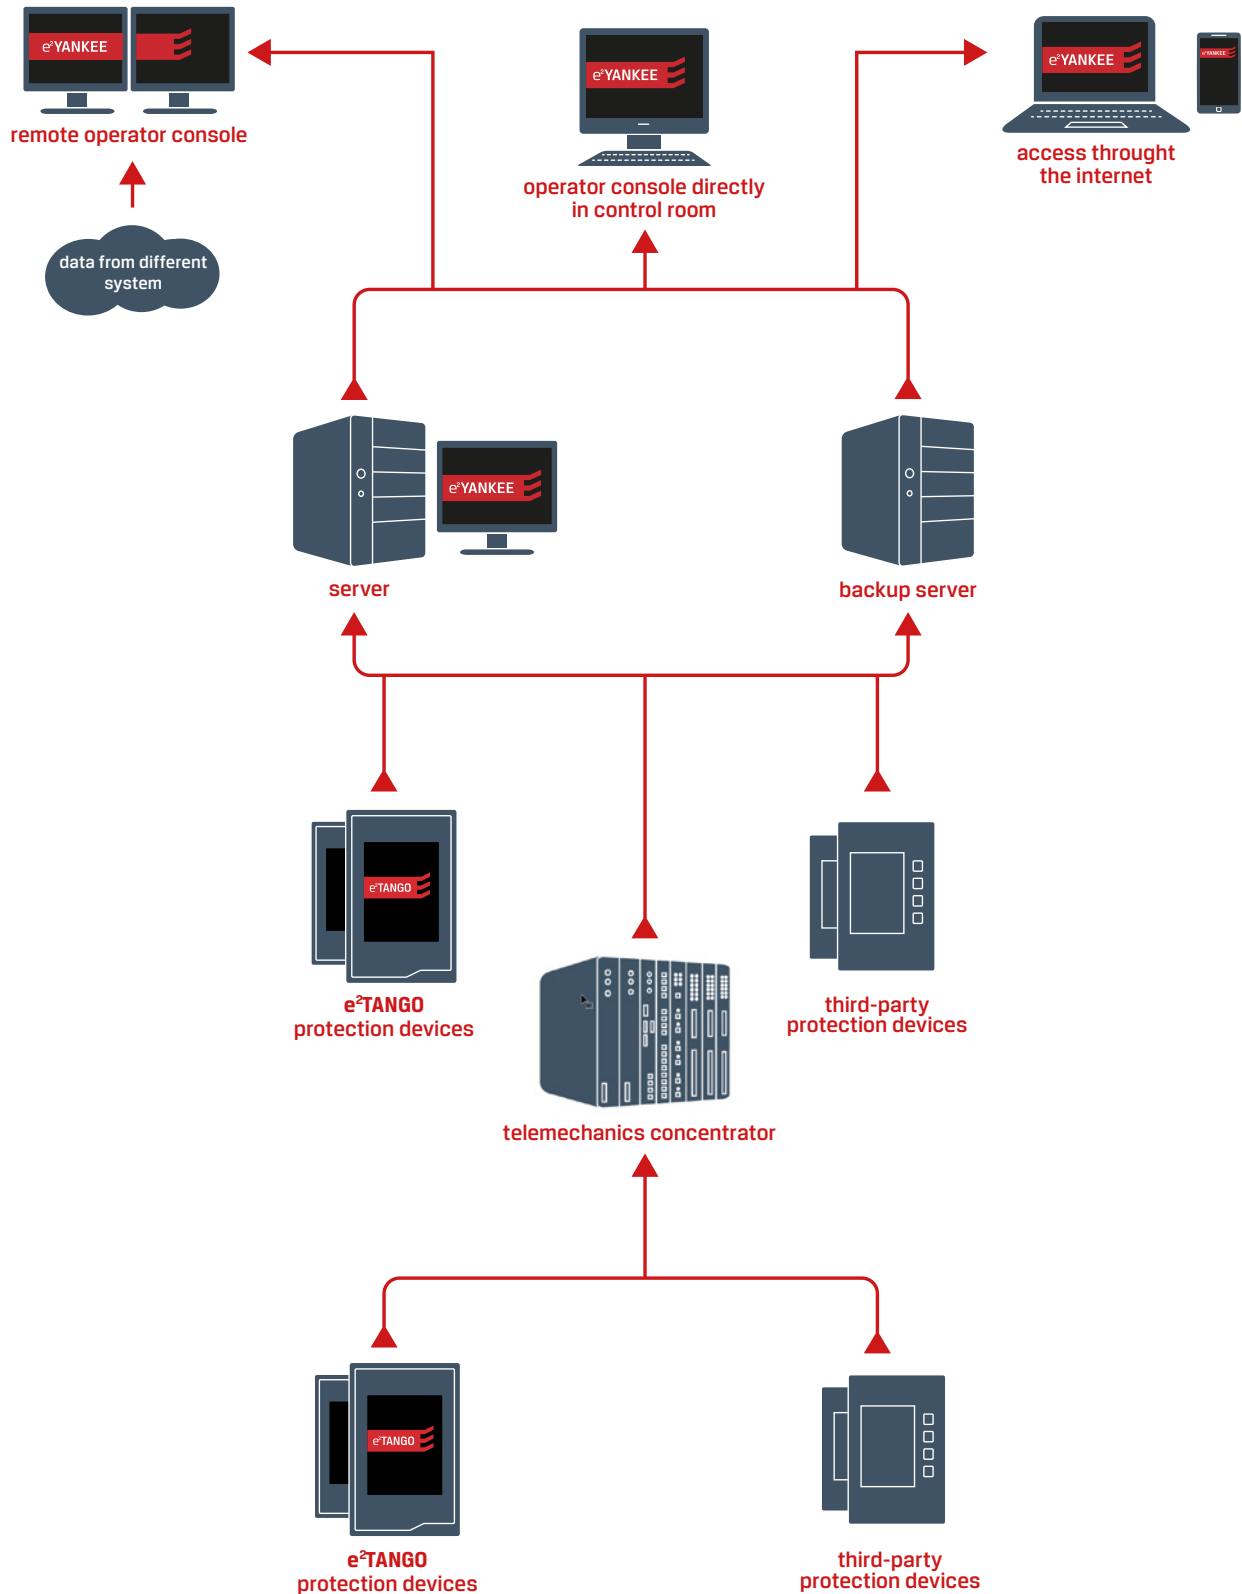 e²YANKEE
remote operator console
data from different
system
e²YANKEE
operator console directly
in control room
e²YANKEE
e²YANKEE
access throught
the internet
e²YANKEE
server
backup server
e²TANGO
e²TANGO
protection devices
third-party
protection devices
telemechanics concentrator
e²TANGO
e²TANGO
protection devices
third-party
protection devices